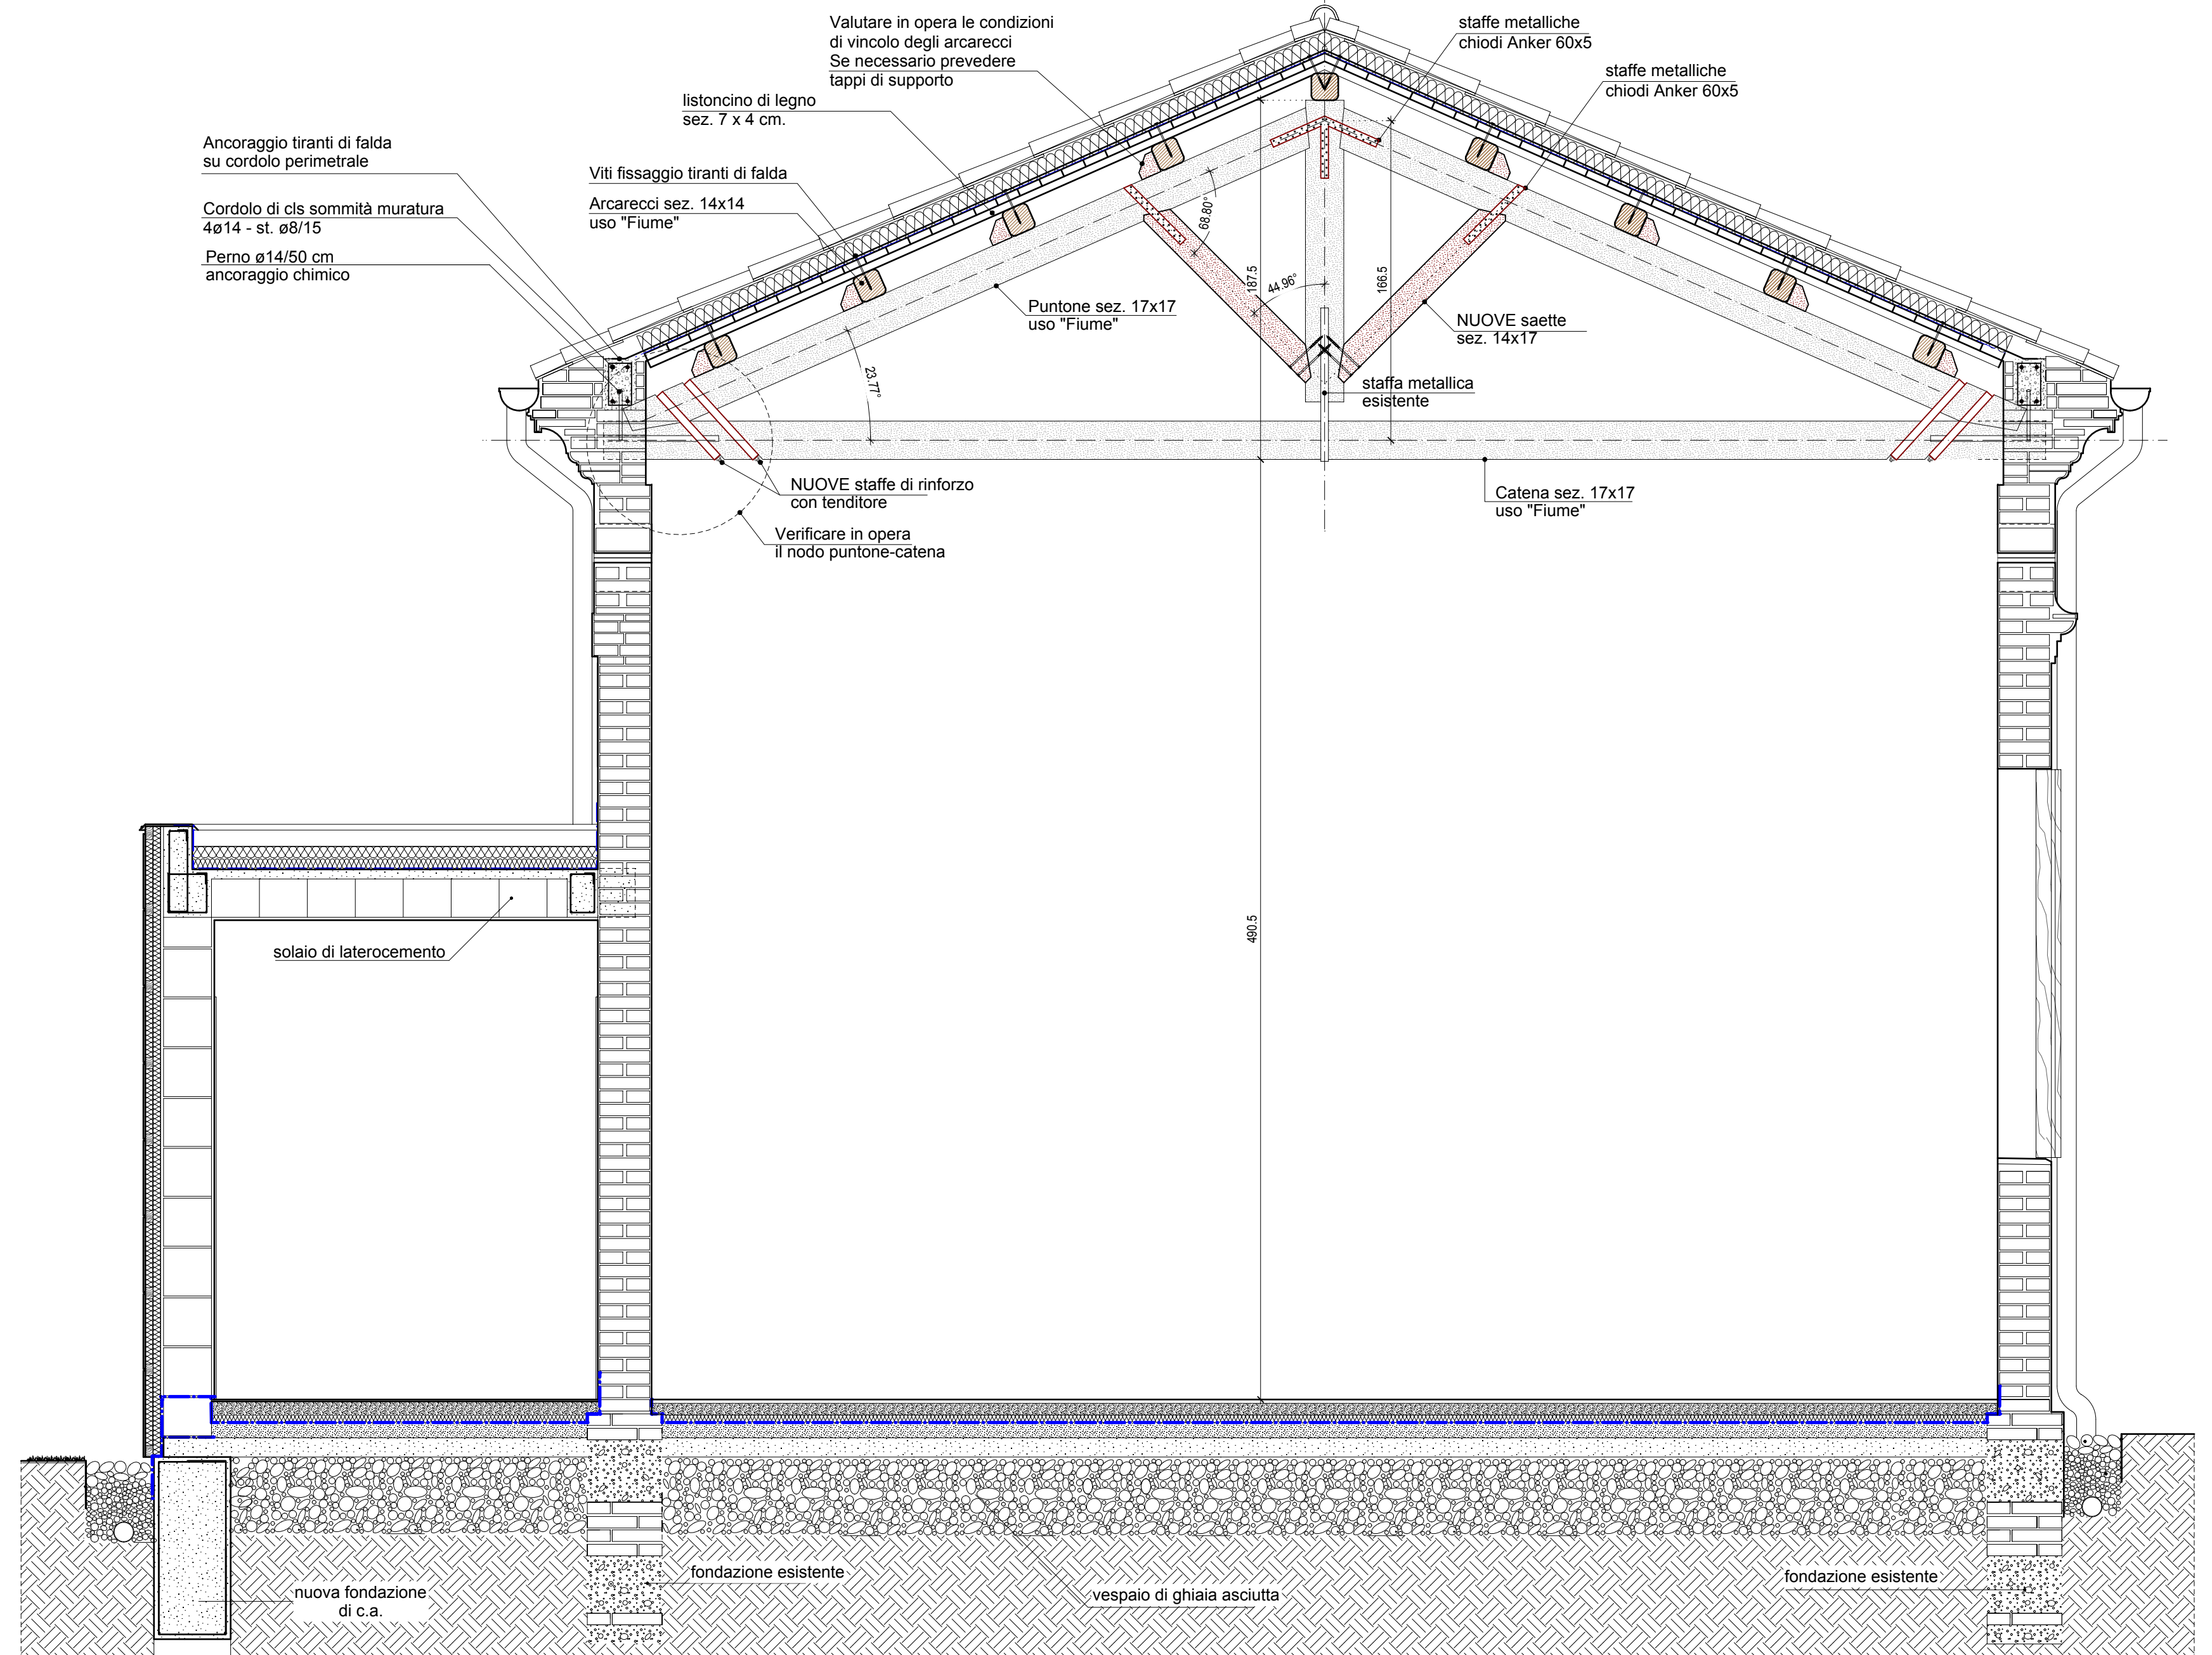 Valutare in opera le condizioni
di vincolo degli arcarecci
Se necessario prevedere
tappi di supporto
staffe metalliche
chiodi Anker 60x5
staffe metalliche
chiodi Anker 60x5
listoncino di legno
sez. 7 x 4 cm.
Ancoraggio tiranti di falda
su cordolo perimetrale
Viti fissaggio tiranti di falda
Arcarecci sez. 14x14
uso "Fiume"
Cordolo di cls sommità muratura
4ø14 - st. ø8/15
Perno ø14/50 cm
ancoraggio chimico
68.80°
187.5
44.96°
166.5
Puntone sez. 17x17
uso "Fiume"
NUOVE saette
sez. 14x17
23.77°
staffa metallica
esistente
NUOVE staffe di rinforzo
con tenditore
Catena sez. 17x17
uso "Fiume"
Verificare in opera
il nodo puntone-catena
490.5
solaio di laterocemento
fondazione esistente
fondazione esistente
nuova fondazione
di c.a.
vespaio di ghiaia asciutta